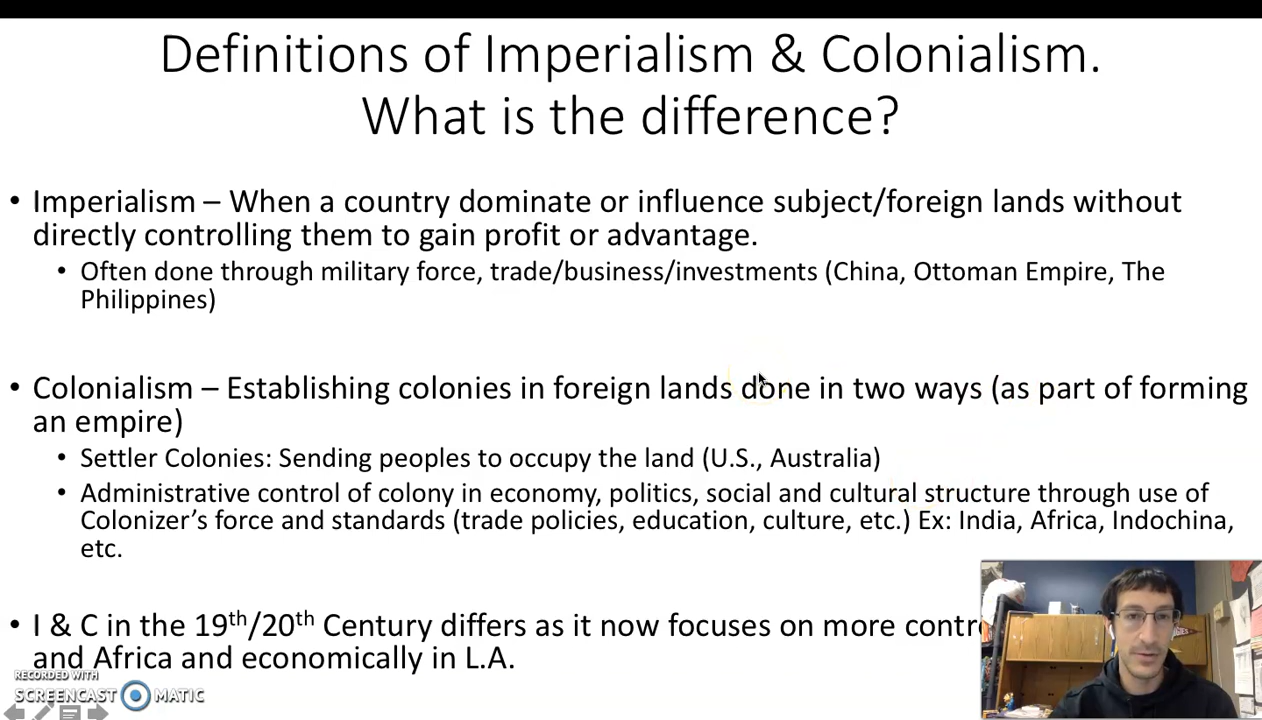 Definitions of Imperialism & Colonialism.
What is the difference?
• Imperialism – When a country dominate or influence subject/foreign lands without
directly controlling them to gain profit or advantage.
• Often done through military force, trade/business/investments (China, Ottoman Empire, The
Philippines)
• Colonialism – Establishing colonies in foreign lands done in two ways (as part of forming
an empire)
• Settler Colonies: Sending peoples to occupy the land (U.S., Australia)
• Administrative control of colony in economy, politics, social and cultural structure through use of
Colonizer's force and standards (trade policies, education, culture, etc.) Ex: India, Africa, Indochina,
etc.
• I & C in the 19th/20th Century differs as it now focuses on more
and Africa and economically in L.A.
RECORDED WITH
SCREENCAST MATIC